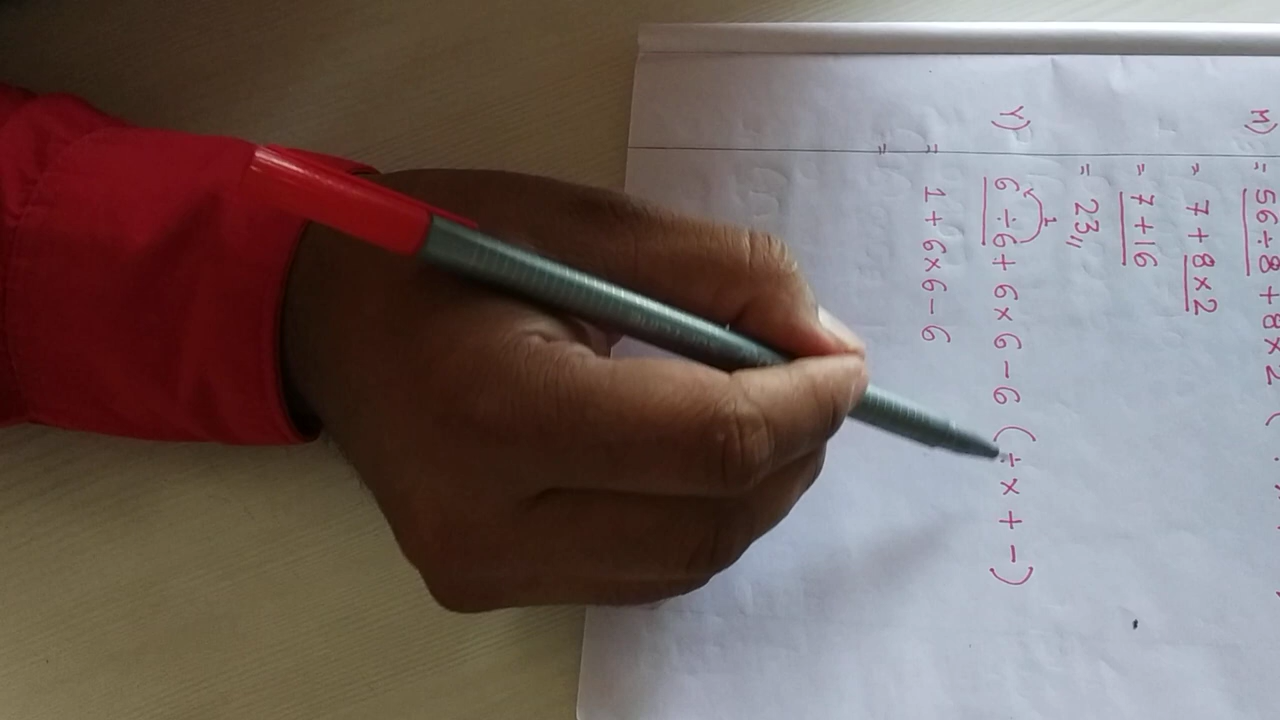 M) = 56 ÷ 8 + 8 × 2 (
= 7 + 8 × 2
= 7 + 16
= 23,,
1
Y) 6 ÷ 6 + 6 × 6 - 6 (÷ × + -)
= 1 + 6 × 6 - 6
=